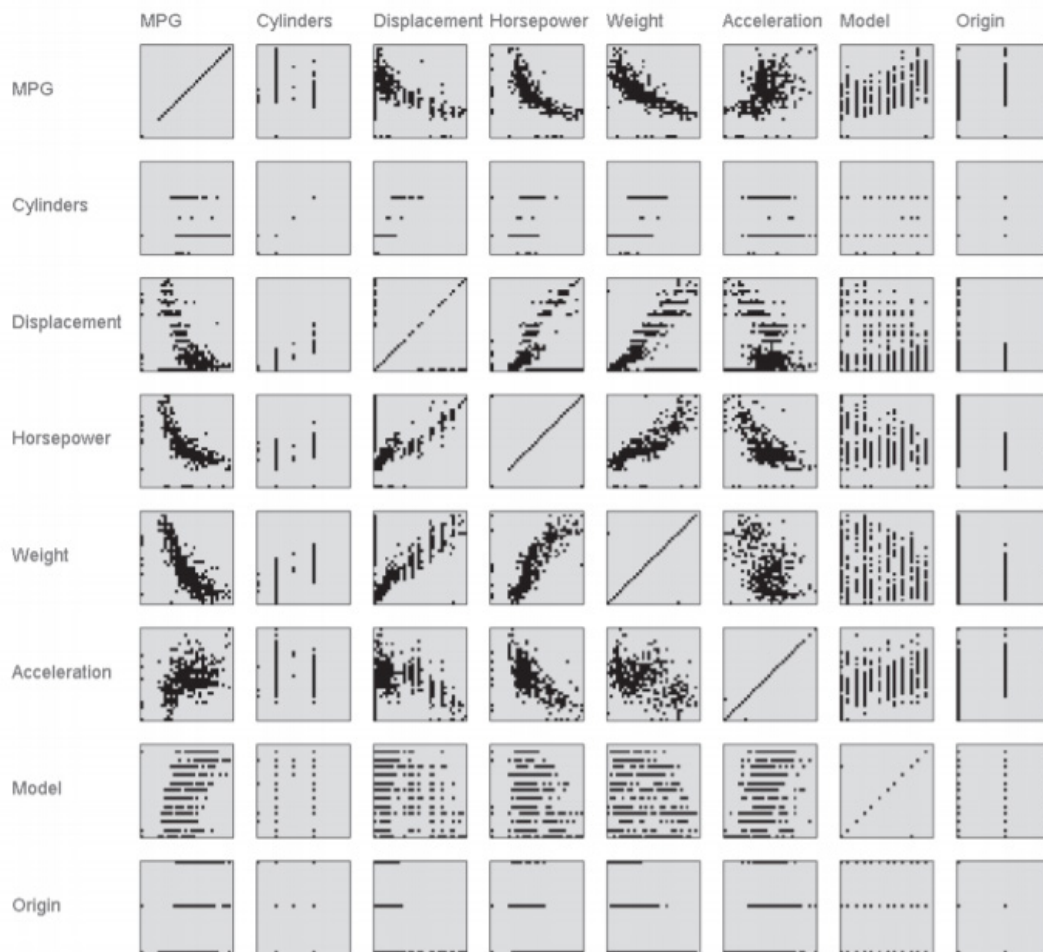 MPG Cylinders Displacement Horsepower Weight Acceleration Model Origin
MPG
Cylinders
Displacement
Horsepower
Weight
Acceleration
Model
Origin